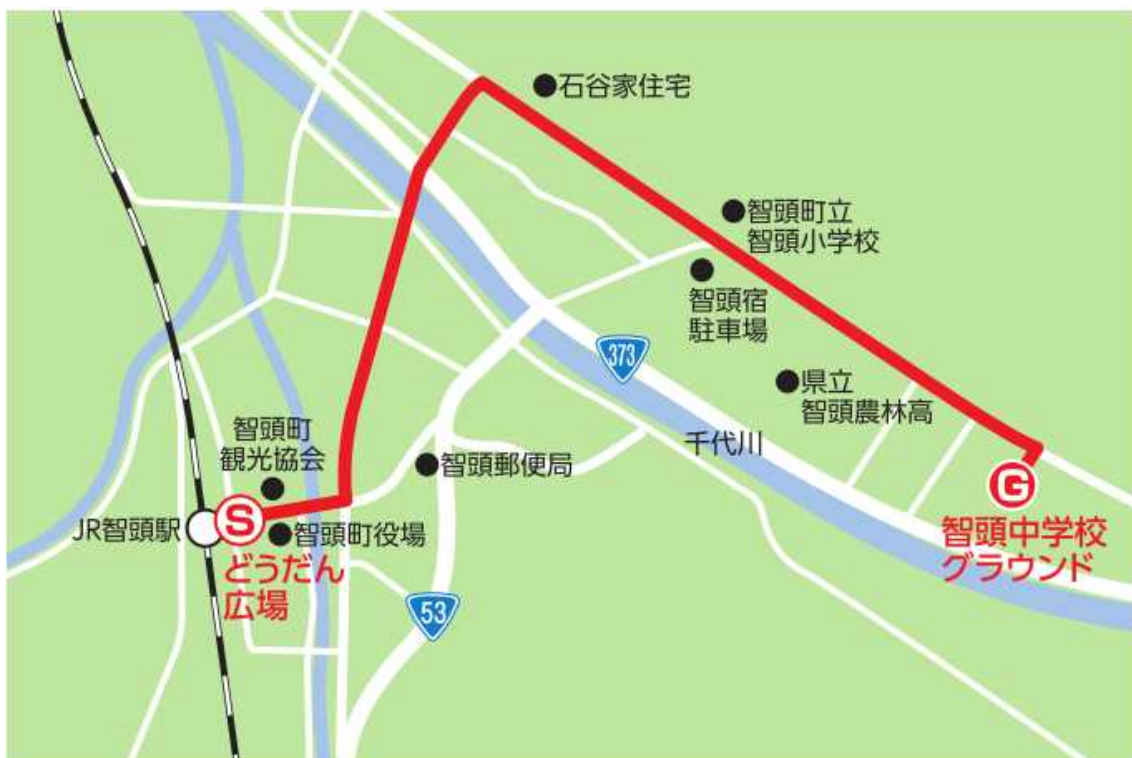 石谷家住宅
智頭町立
智頭小学校
智頭宿
駐車場
373
県立
智頭農林高
千代川
智頭町
観光協会
智頭郵便局
JR智頭駅
S
智頭町役場
どうだん
広場
53
G
智頭中学校
グラウンド